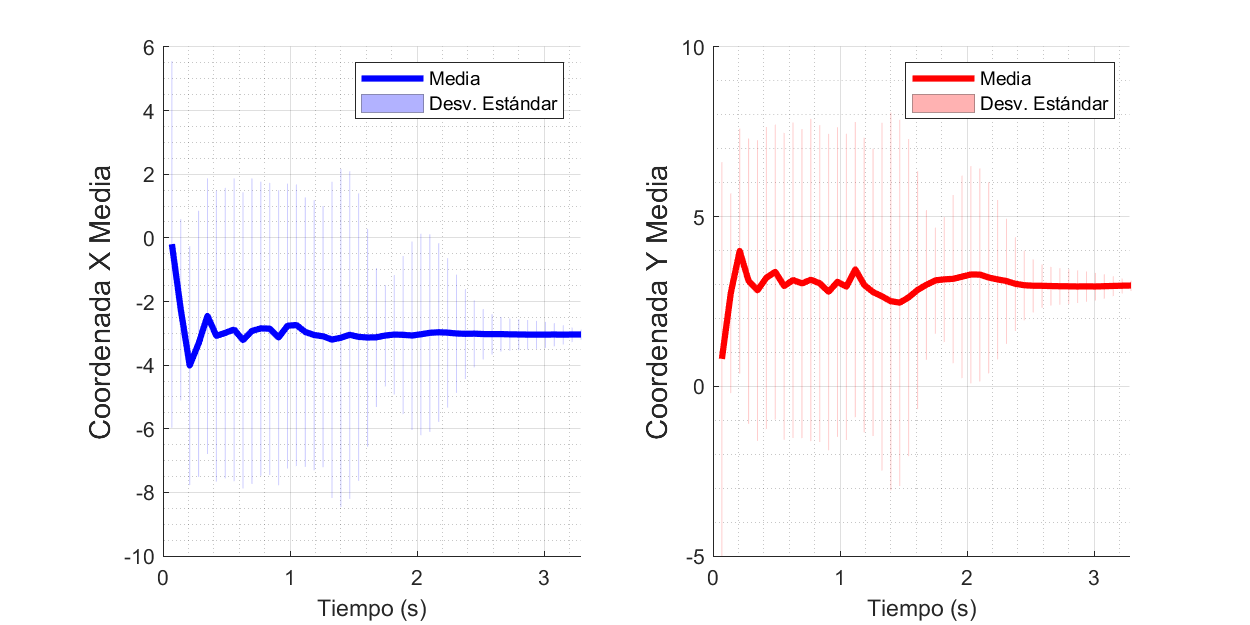 Coordenada X Media
6
4
2
0
-2
-4
-6
-8
-10
0 1 2 3
Tiempo (s)
Media
Desv. Estándar
Coordenada Y Media
10
5
0
-5
0 1 2 3
Tiempo (s)
Media
Desv. Estándar